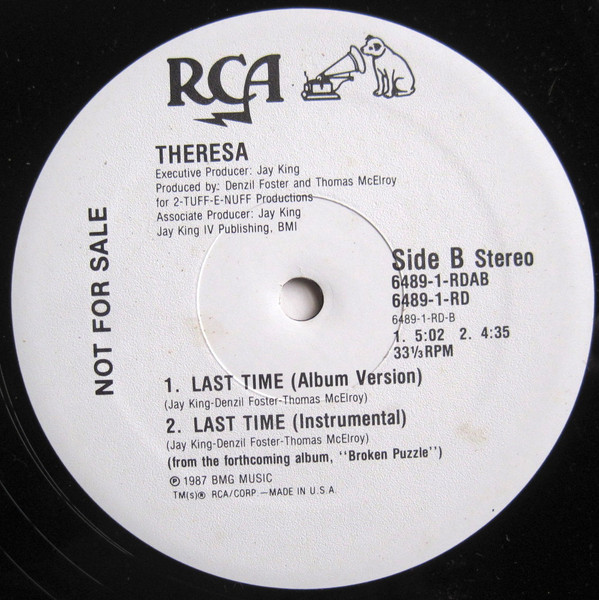 RCA
THERESA
Executive Producer: Jay King
Produced by: Denzil Foster and Thomas McElroy
for 2-TUFF-E-NUFF Productions
Associate Producer: Jay King
Jay King IV Publishing, BMI
NOT FOR SALE
Side B Stereo
6489-1-RDAB
6489-1-RD
6489-1-RD-B
1. 5:02 2. 4:35
33⅓ RPM
1. LAST TIME (Album Version)
(Jay King-Denzil Foster-Thomas McElroy)
2. LAST TIME (Instrumental)
(Jay King-Denzil Foster-Thomas McElroy)
(from the forthcoming album, "Broken Puzzle")
℗ 1987 BMG MUSIC
TM(s)® RCA/CORP.—MADE IN U.S.A.